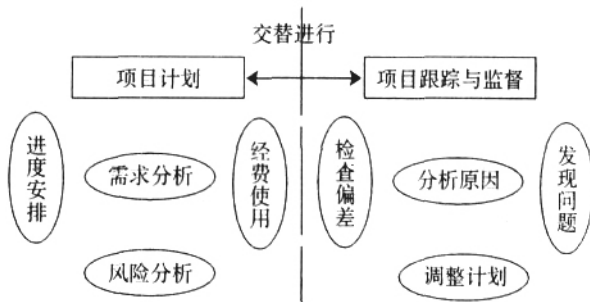 交替进行
项目计划
项目跟踪与监督
进度安排
需求分析
经费使用
检查偏差
分析原因
发现问题
风险分析
调整计划